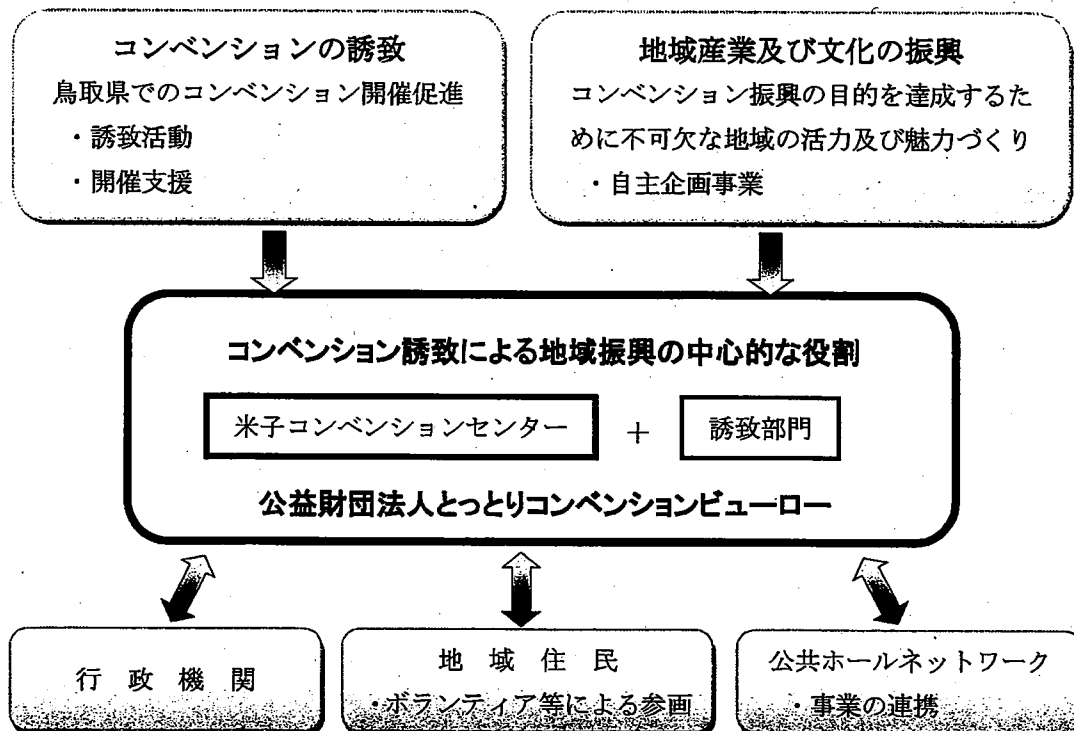 コンベンションの誘致
鳥取県でのコンベンション開催促進
・誘致活動
・開催支援
地域産業及び文化の振興
コンベンション振興の目的を達成するた
めに不可欠な地域の活力及び魅力づくり
・自主企画事業
コンベンション誘致による地域振興の中心的な役割
米子コンベンションセンター
+
誘致部門
公益財団法人とっとりコンベンションビューロー
行政機関
地域住民
・ボランティア等による参画
公共ホールネットワーク
・事業の連携